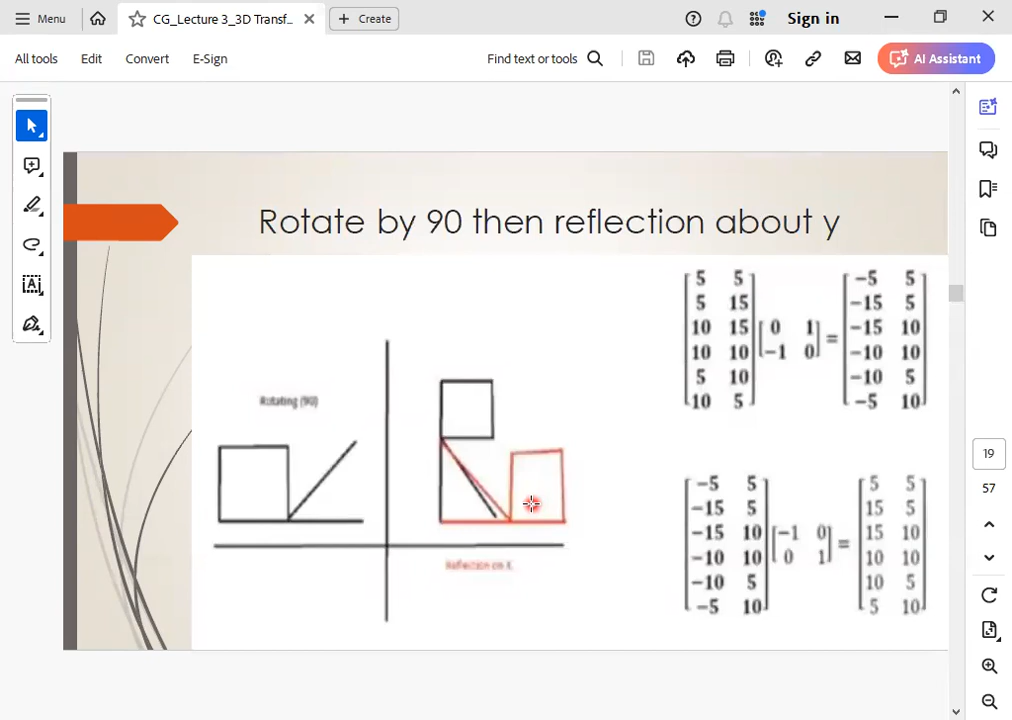 Menu
CG_Lecture 3_3D Transf...
Create
Sign in
All tools
Edit
Convert
E-Sign
Find text or tools
AI Assistant
Rotate by 90 then reflection about y
Rotating (90)
Reflection on X
5 5
5 15
10 15
10 10
5 10
10 5
0 1
-1 0
=
-5 5
-15 5
-15 10
-10 10
-10 5
-5 10
-5 5
-15 5
-15 10
-10 10
-10 5
-5 10
-1 0
0 1
=
5 5
15 5
15 10
10 10
10 5
5 10
19
57